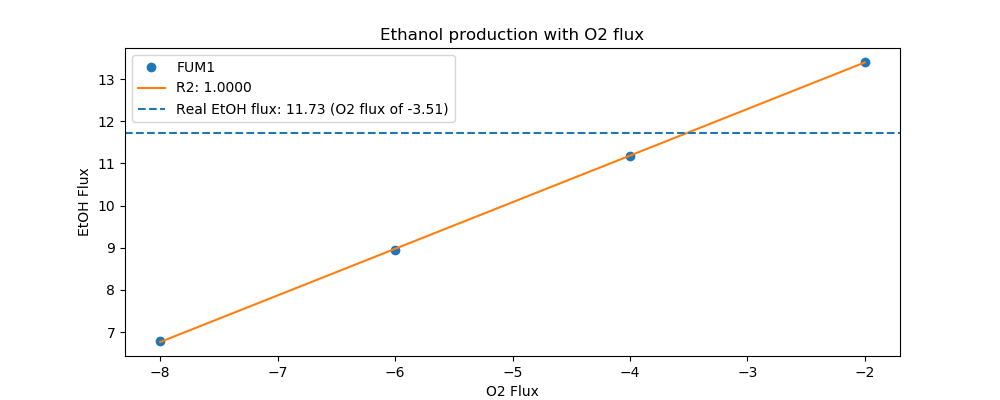 Ethanol production with O2 flux
FUM1
R2: 1.0000
Real EtOH flux: 11.73 (O2 flux of -3.51)
EtOH Flux
13
12
11
10
9
8
7
−8
−7
−6
−5
−4
−3
−2
O2 Flux